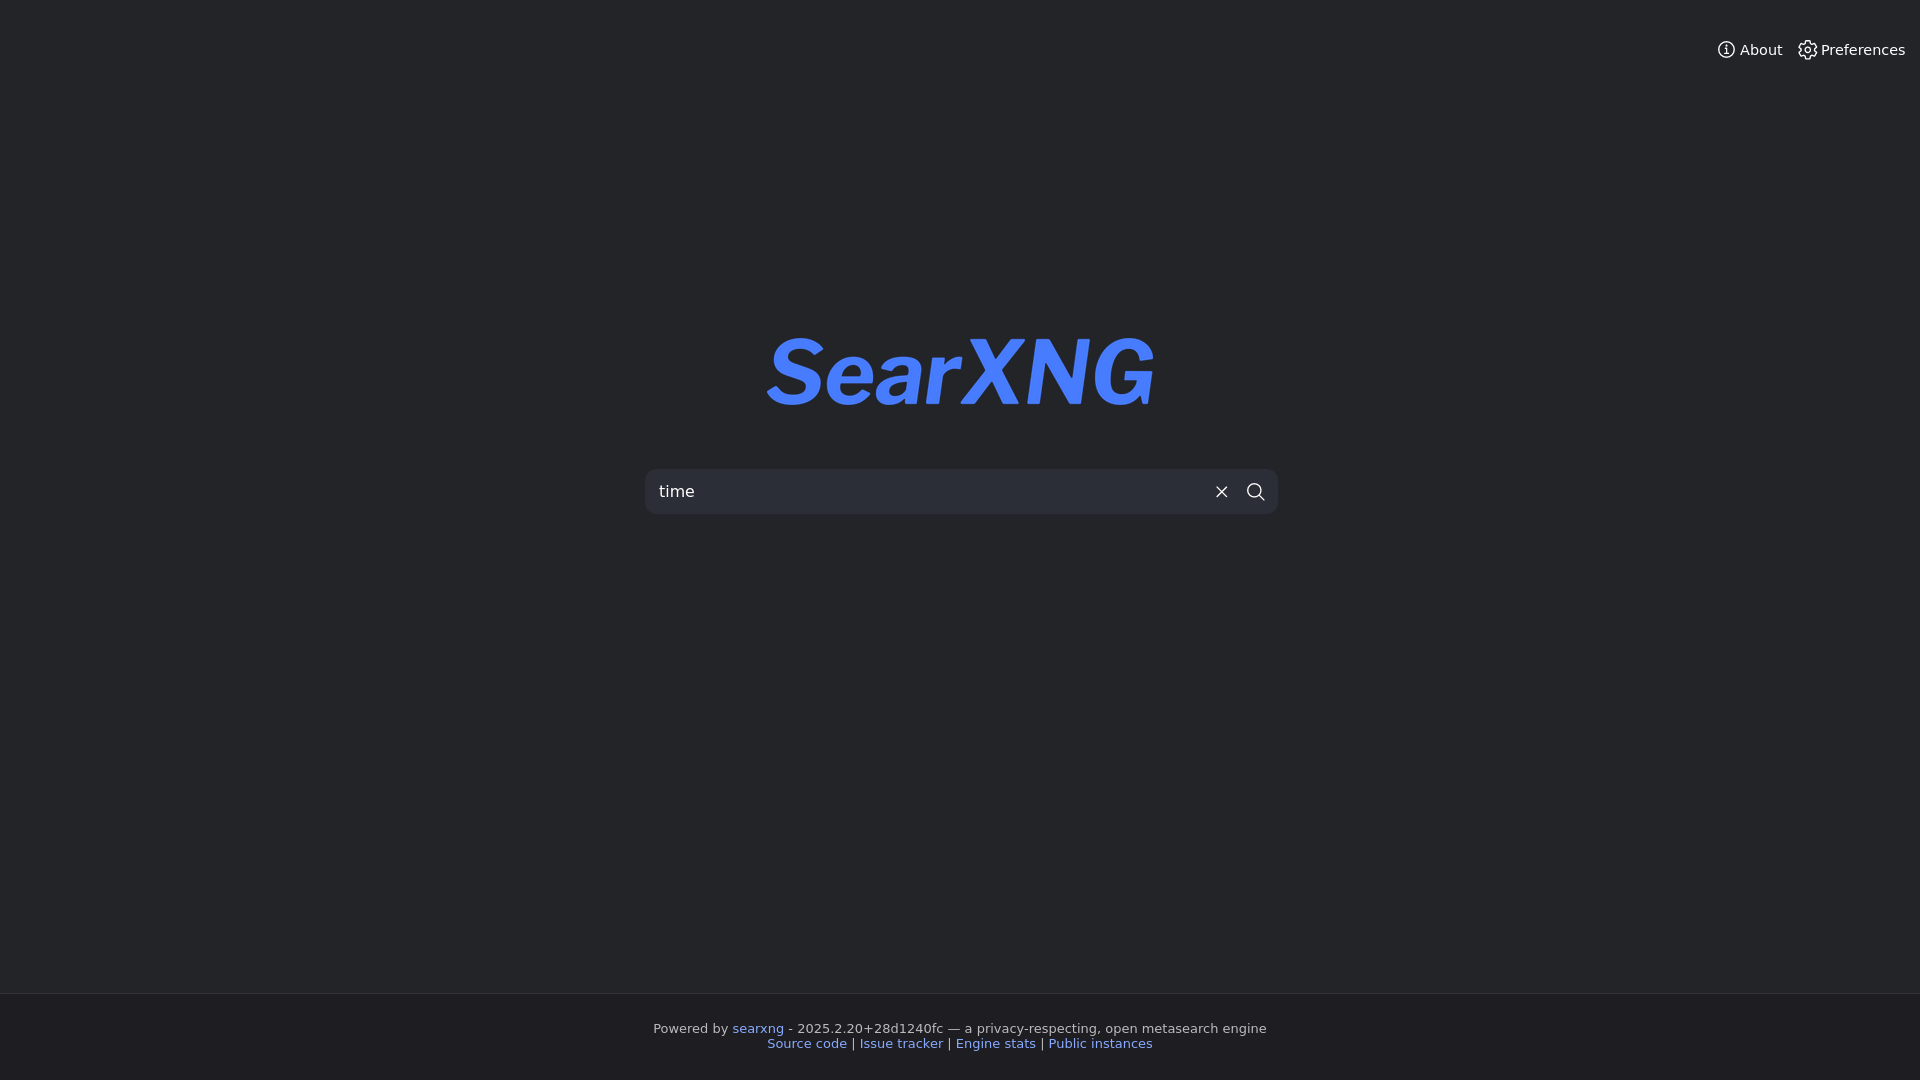 About Preferences
SearXNG
time
Powered by searxng - 2025.2.20+28d1240fc — a privacy-respecting, open metasearch engine
Source code | Issue tracker | Engine stats | Public instances